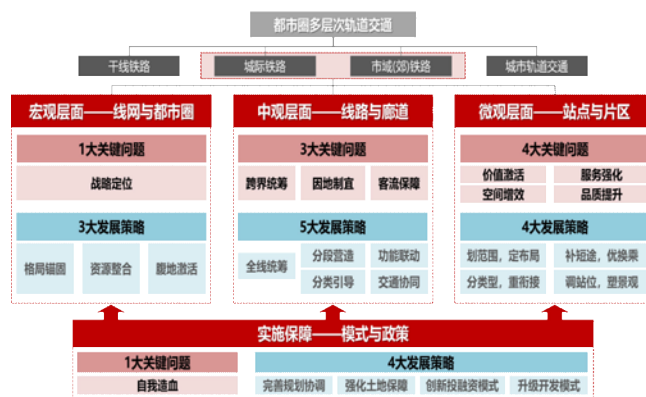 都市圈多层次轨道交通
干线铁路
城际铁路
市域(郊)铁路
城市轨道交通
宏观层面——线网与都市圈
1大关键问题
战略定位
3大发展策略
格局锚固
资源整合
腹地激活
中观层面——线路与廊道
3大关键问题
跨界统筹
因地制宜
客流保障
5大发展策略
全线统筹
分段营造
功能联动
分类引导
交通协同
微观层面——站点与片区
4大关键问题
价值激活
服务强化
空间增效
品质提升
4大发展策略
划范围，定布局
补短途，优换乘
分类型，重衔接
调站位，塑景观
实施保障——模式与政策
1大关键问题
自我造血
4大发展策略
完善规划协调
强化土地保障
创新投融资模式
升级开发模式